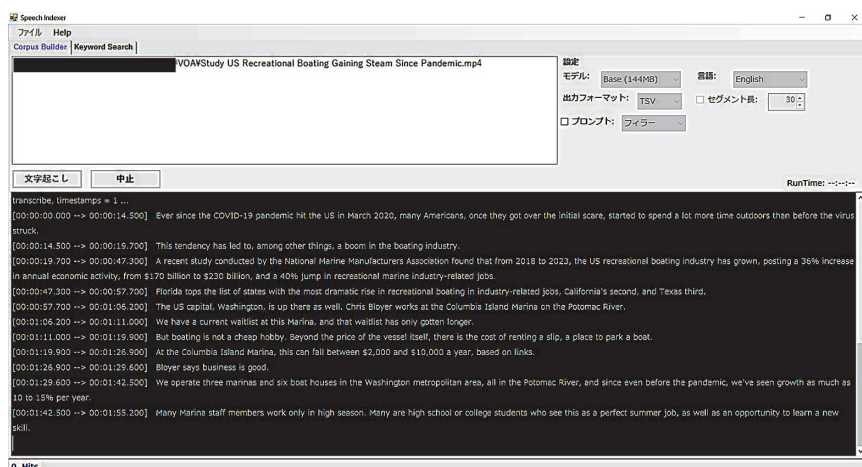 Speech Indexer
ファイル Help
Corpus Builder Keyword Search
¥VOA¥Study US Recreational Boating Gaining Steam Since Pandemic.mp4
設定
モデル: Base (144MB) 言語: English
出力フォーマット: TSV セグメント長: 30
プロンプト: フィラー
文字起こし 中止
RunTime: --:--:--
transcribe, timestamps = 1 ...
[00:00:00.000 --> 00:00:14.500] Ever since the COVID-19 pandemic hit the US in March 2020, many Americans, once they got over the initial scare, started to spend a lot more time outdoors than before the virus
struck.
[00:00:14.500 --> 00:00:19.700] This tendency has led to, among other things, a boom in the boating industry.
[00:00:19.700 --> 00:00:47.300] A recent study conducted by the National Marine Manufacturers Association found that from 2018 to 2023, the US recreational boating industry has grown, posting a 36% increase
in annual economic activity, from $170 billion to $230 billion, and a 40% jump in recreational marine industry-related jobs.
[00:00:47.300 --> 00:00:57.700] Florida tops the list of states with the most dramatic rise in recreational boating in industry-related jobs, California's second, and Texas third.
[00:00:57.700 --> 00:01:06.200] The US capital, Washington, is up there as well. Chris Bloyer works at the Columbia Island Marina on the Potomac River.
[00:01:06.200 --> 00:01:11.000] We have a current waitlist at this Marina, and that waitlist has only gotten longer.
[00:01:11.000 --> 00:01:19.900] But boating is not a cheap hobby. Beyond the price of the vessel itself, there is the cost of renting a slip, a place to park a boat.
[00:01:19.900 --> 00:01:26.900] At the Columbia Island Marina, this can fall between $2,000 and $10,000 a year, based on links.
[00:01:26.900 --> 00:01:29.600] Bloyer says business is good.
[00:01:29.600 --> 00:01:42.500] We operate three marinas and six boat houses in the Washington metropolitan area, all in the Potomac River, and since even before the pandemic, we've seen growth as much as
10 to 15% per year.
[00:01:42.500 --> 00:01:55.200] Many Marina staff members work only in high season. Many are high school or college students who see this as a perfect summer job, as well as an opportunity to learn a new
skill.
0 Hits